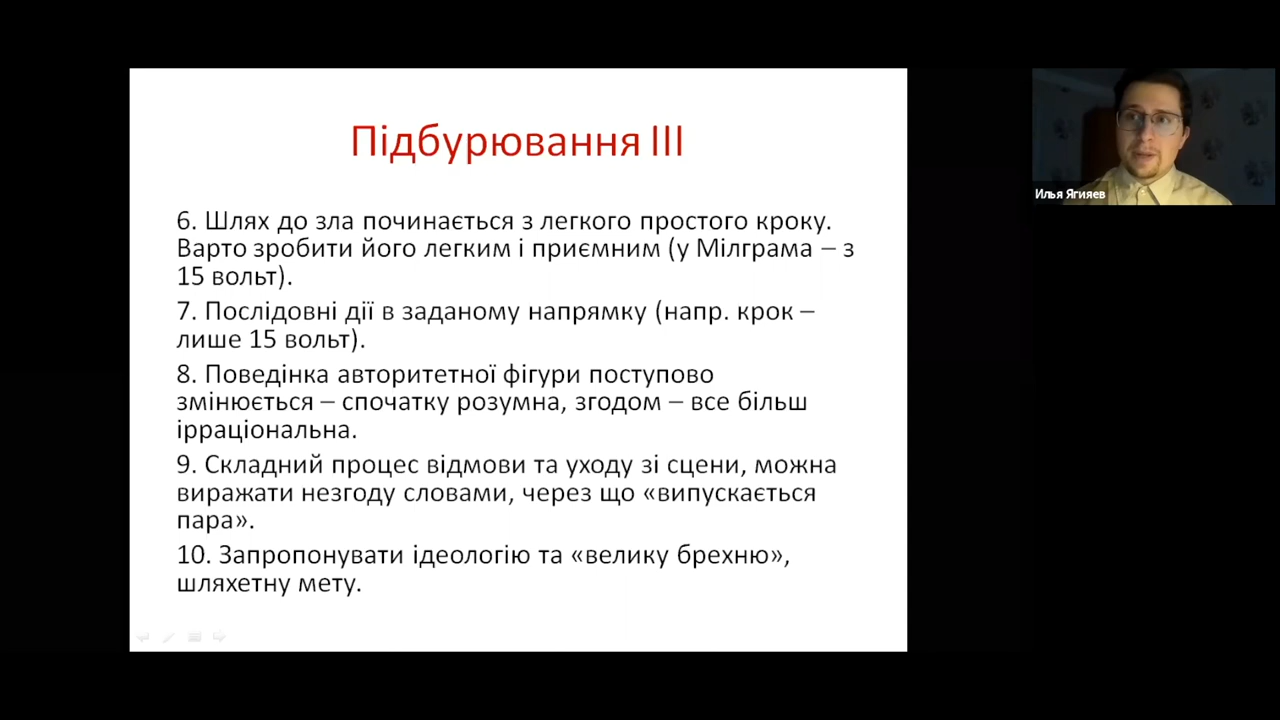 Підбурювання III
6. Шлях до зла починається з легкого простого кроку.
Варто зробити його легким і приємним (у Мілграма – з
15 вольт).
7. Послідовні дії в заданому напрямку (напр. крок –
лише 15 вольт).
8. Поведінка авторитетної фігури поступово
змінюється – спочатку розумна, згодом – все більш
ірраціональна.
9. Складний процес відмови та уходу зі сцени, можна
виражати незгоду словами, через що «випускається
пара».
10. Запропонувати ідеологію та «велику брехню»,
шляхетну мету.
Илья Ягияев